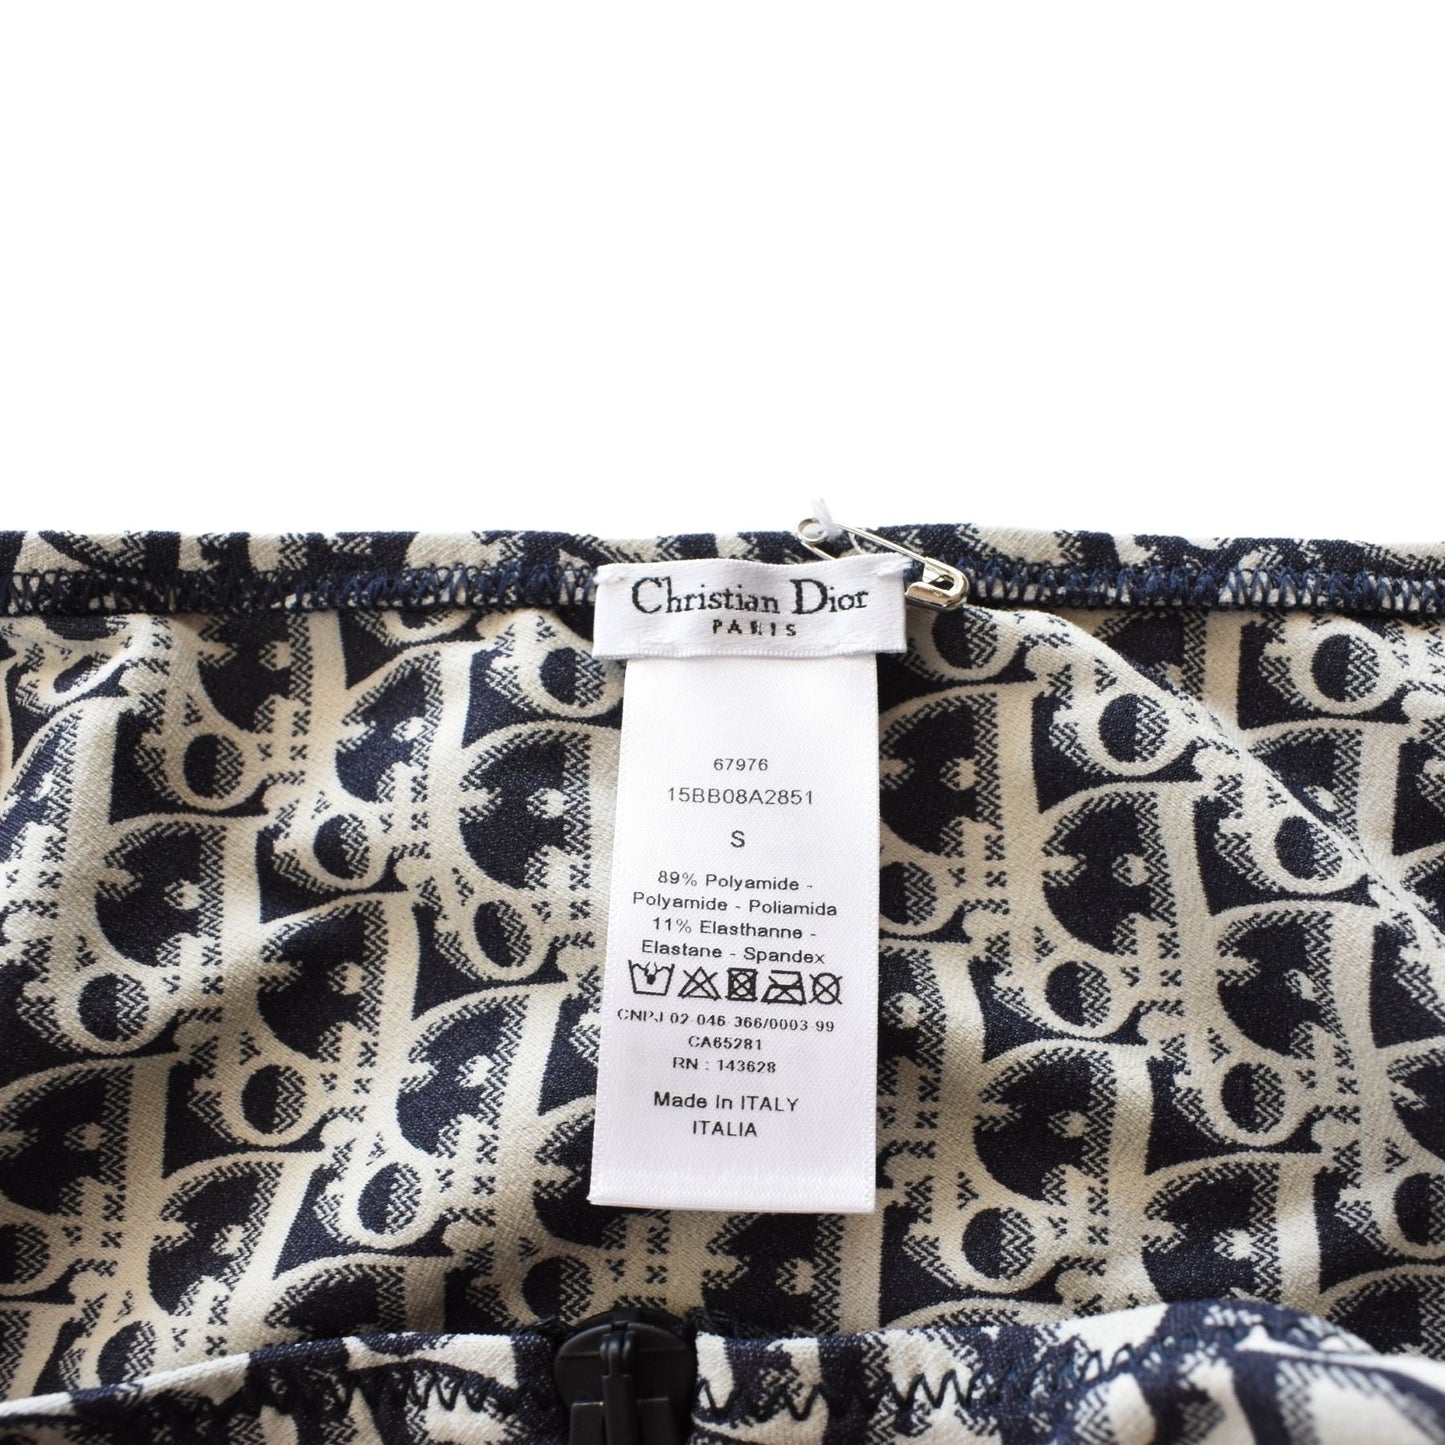 Christian Dior
PARIS
67976
15BB08A2851
S
89% Polyamide -
Polyamide - Poliamida
11% Elasthanne -
Elastane - Spandex
CNPJ 02-046-366/0003-99
CA65281
RN : 143628
Made In ITALY
ITALIA